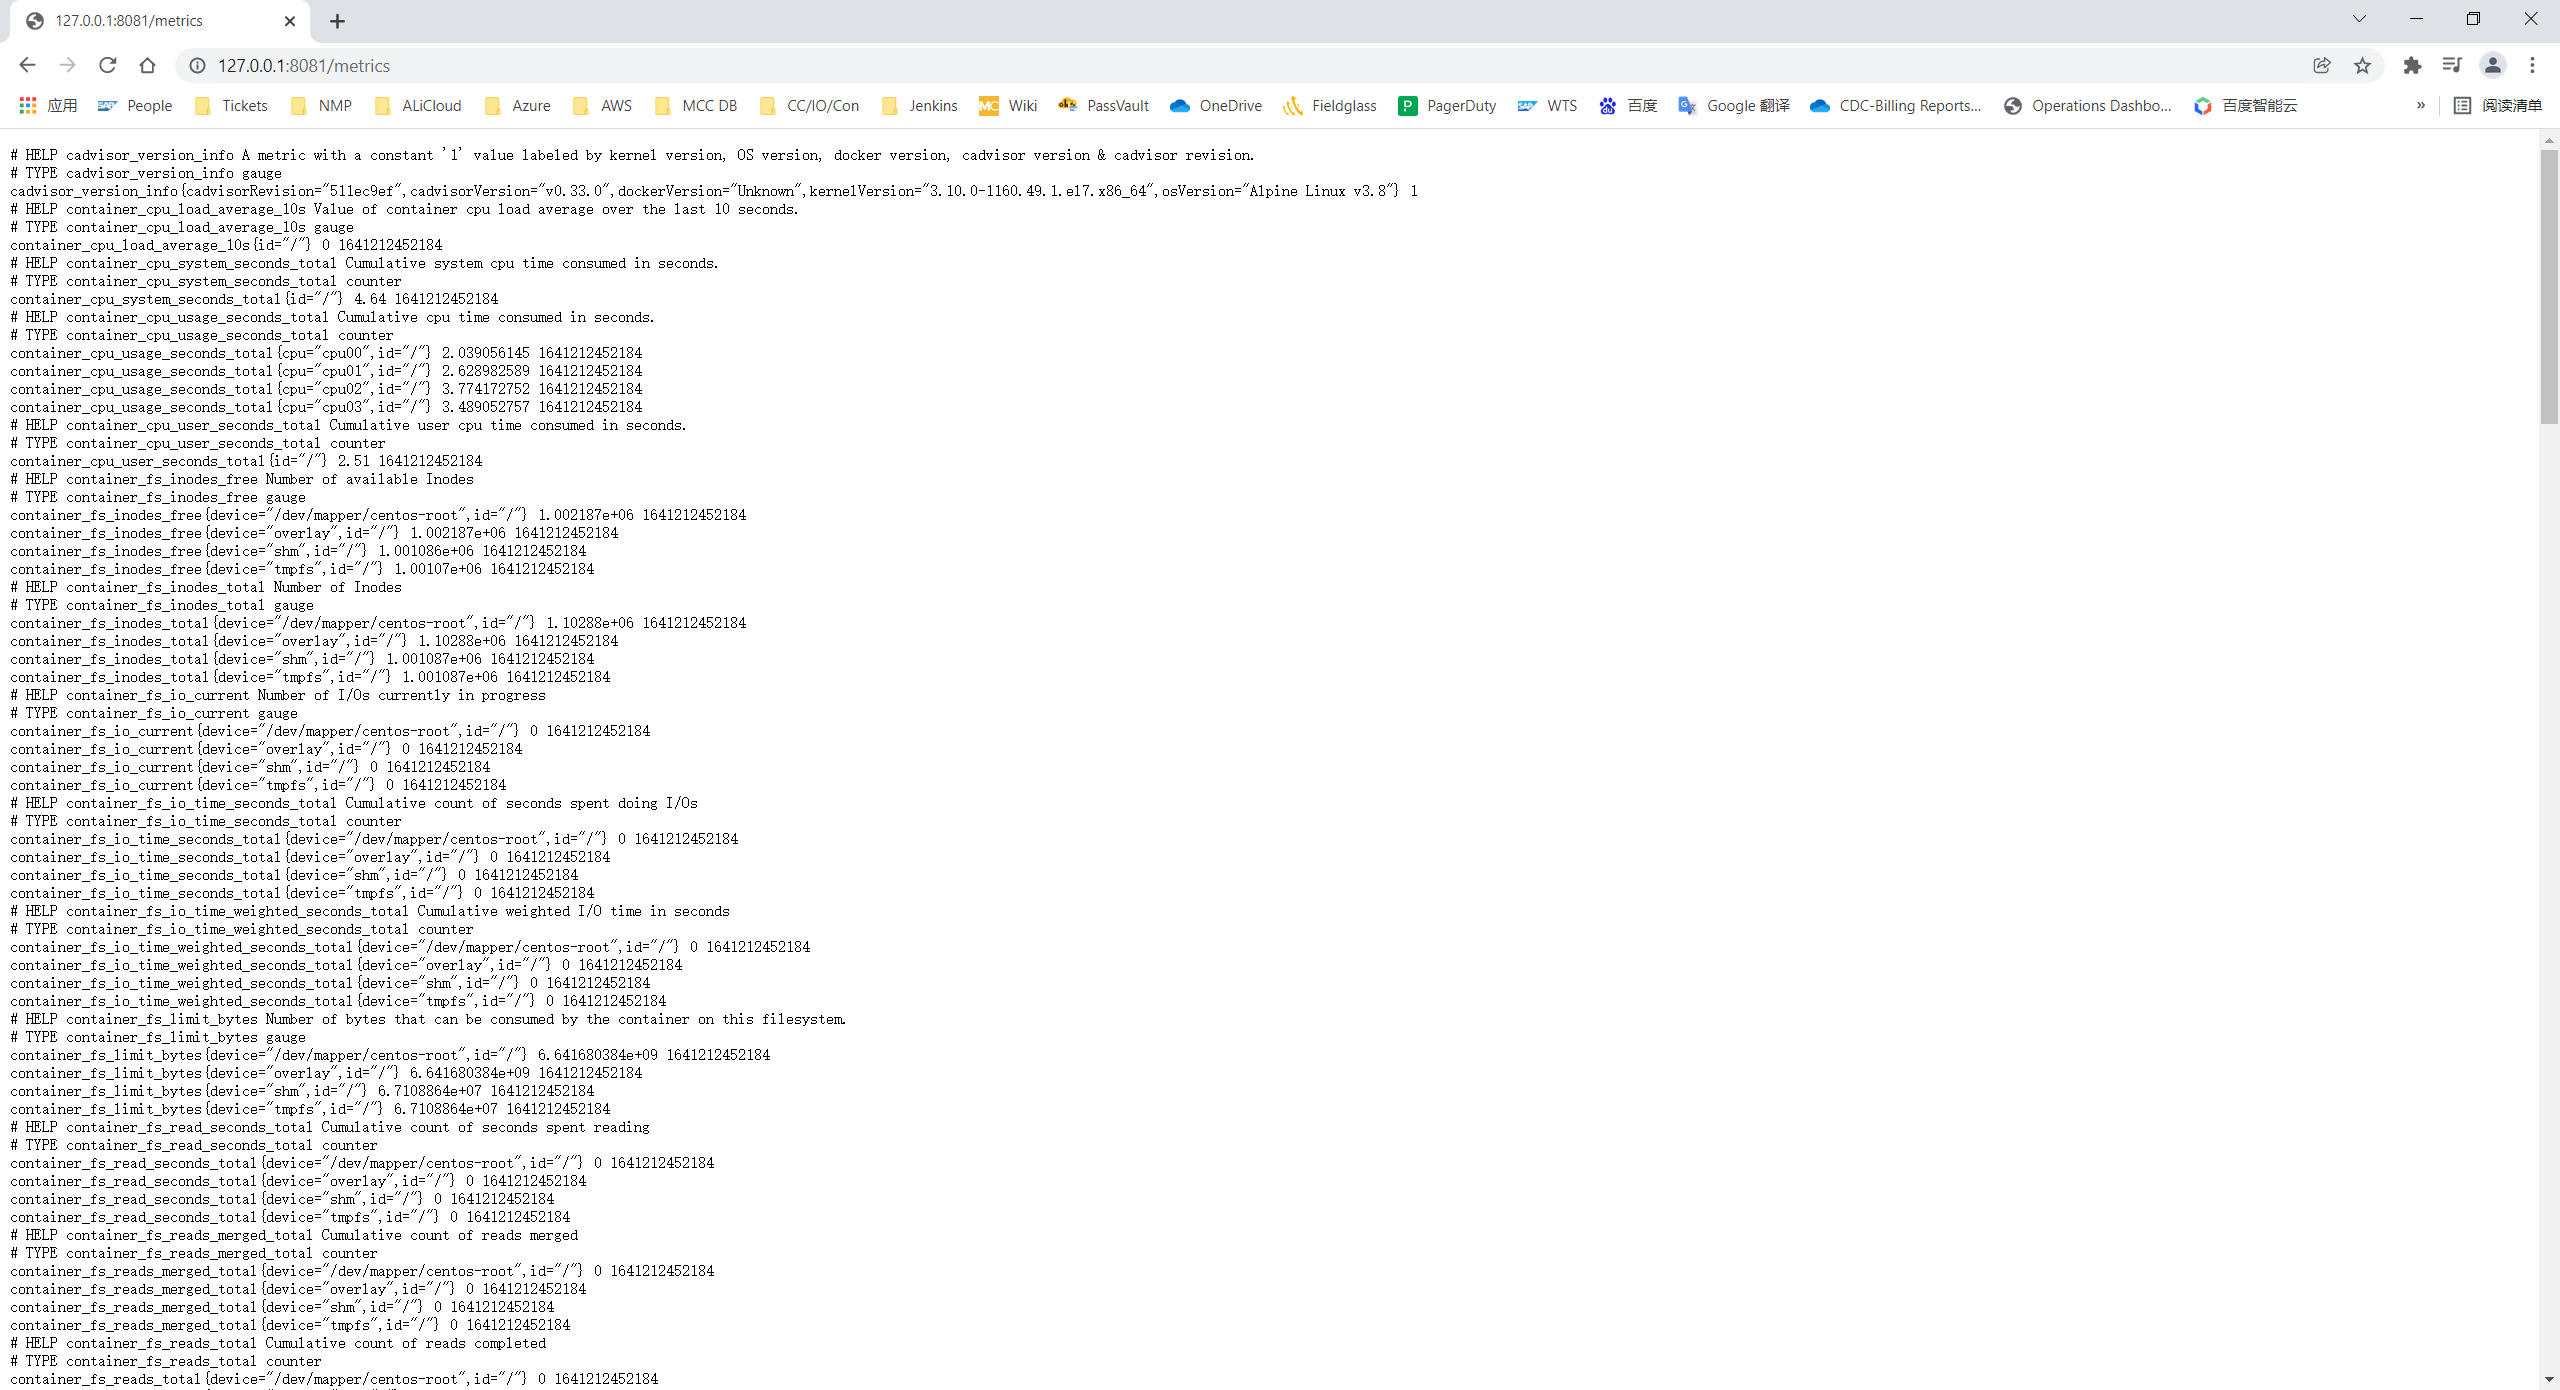 127.0.0.1:8081/metrics
127.0.0.1:8081/metrics
应用 People Tickets NMP ALiCloud Azure AWS MCC DB CC/IO/Con Jenkins MC Wiki PassVault OneDrive Fieldglass P PagerDuty SAP WTS 百度 Google 翻译 CDC-Billing Reports... Operations Dashbo... 百度智能云 » 阅读清单
# HELP cadvisor_version_info A metric with a constant '1' value labeled by kernel version, OS version, docker version, cadvisor version & cadvisor revision.
# TYPE cadvisor_version_info gauge
cadvisor_version_info{cadvisorRevision="511ec9ef",cadvisorVersion="v0.33.0",dockerVersion="Unknown",kernelVersion="3.10.0-1160.49.1.el7.x86_64",osVersion="Alpine Linux v3.8"} 1
# HELP container_cpu_load_average_10s Value of container cpu load average over the last 10 seconds.
# TYPE container_cpu_load_average_10s gauge
container_cpu_load_average_10s{id="/"} 0 1641212452184
# HELP container_cpu_system_seconds_total Cumulative system cpu time consumed in seconds.
# TYPE container_cpu_system_seconds_total counter
container_cpu_system_seconds_total{id="/"} 4.64 1641212452184
# HELP container_cpu_usage_seconds_total Cumulative cpu time consumed in seconds.
# TYPE container_cpu_usage_seconds_total counter
container_cpu_usage_seconds_total{cpu="cpu00",id="/"} 2.039056145 1641212452184
container_cpu_usage_seconds_total{cpu="cpu01",id="/"} 2.628982589 1641212452184
container_cpu_usage_seconds_total{cpu="cpu02",id="/"} 3.774172752 1641212452184
container_cpu_usage_seconds_total{cpu="cpu03",id="/"} 3.489052757 1641212452184
# HELP container_cpu_user_seconds_total Cumulative user cpu time consumed in seconds.
# TYPE container_cpu_user_seconds_total counter
container_cpu_user_seconds_total{id="/"} 2.51 1641212452184
# HELP container_fs_inodes_free Number of available Inodes
# TYPE container_fs_inodes_free gauge
container_fs_inodes_free{device="/dev/mapper/centos-root",id="/"} 1.002187e+06 1641212452184
container_fs_inodes_free{device="overlay",id="/"} 1.002187e+06 1641212452184
container_fs_inodes_free{device="shm",id="/"} 1.001086e+06 1641212452184
container_fs_inodes_free{device="tmpfs",id="/"} 1.00107e+06 1641212452184
# HELP container_fs_inodes_total Number of Inodes
# TYPE container_fs_inodes_total gauge
container_fs_inodes_total{device="/dev/mapper/centos-root",id="/"} 1.10288e+06 1641212452184
container_fs_inodes_total{device="overlay",id="/"} 1.10288e+06 1641212452184
container_fs_inodes_total{device="shm",id="/"} 1.001087e+06 1641212452184
container_fs_inodes_total{device="tmpfs",id="/"} 1.001087e+06 1641212452184
# HELP container_fs_io_current Number of I/Os currently in progress
# TYPE container_fs_io_current gauge
container_fs_io_current{device="/dev/mapper/centos-root",id="/"} 0 1641212452184
container_fs_io_current{device="overlay",id="/"} 0 1641212452184
container_fs_io_current{device="shm",id="/"} 0 1641212452184
container_fs_io_current{device="tmpfs",id="/"} 0 1641212452184
# HELP container_fs_io_time_seconds_total Cumulative count of seconds spent doing I/Os
# TYPE container_fs_io_time_seconds_total counter
container_fs_io_time_seconds_total{device="/dev/mapper/centos-root",id="/"} 0 1641212452184
container_fs_io_time_seconds_total{device="overlay",id="/"} 0 1641212452184
container_fs_io_time_seconds_total{device="shm",id="/"} 0 1641212452184
container_fs_io_time_seconds_total{device="tmpfs",id="/"} 0 1641212452184
# HELP container_fs_io_time_weighted_seconds_total Cumulative weighted I/O time in seconds
# TYPE container_fs_io_time_weighted_seconds_total counter
container_fs_io_time_weighted_seconds_total{device="/dev/mapper/centos-root",id="/"} 0 1641212452184
container_fs_io_time_weighted_seconds_total{device="overlay",id="/"} 0 1641212452184
container_fs_io_time_weighted_seconds_total{device="shm",id="/"} 0 1641212452184
container_fs_io_time_weighted_seconds_total{device="tmpfs",id="/"} 0 1641212452184
# HELP container_fs_limit_bytes Number of bytes that can be consumed by the container on this filesystem.
# TYPE container_fs_limit_bytes gauge
container_fs_limit_bytes{device="/dev/mapper/centos-root",id="/"} 6.641680384e+09 1641212452184
container_fs_limit_bytes{device="overlay",id="/"} 6.641680384e+09 1641212452184
container_fs_limit_bytes{device="shm",id="/"} 6.7108864e+07 1641212452184
container_fs_limit_bytes{device="tmpfs",id="/"} 6.7108864e+07 1641212452184
# HELP container_fs_read_seconds_total Cumulative count of seconds spent reading
# TYPE container_fs_read_seconds_total counter
container_fs_read_seconds_total{device="/dev/mapper/centos-root",id="/"} 0 1641212452184
container_fs_read_seconds_total{device="overlay",id="/"} 0 1641212452184
container_fs_read_seconds_total{device="shm",id="/"} 0 1641212452184
container_fs_read_seconds_total{device="tmpfs",id="/"} 0 1641212452184
# HELP container_fs_reads_merged_total Cumulative count of reads merged
# TYPE container_fs_reads_merged_total counter
container_fs_reads_merged_total{device="/dev/mapper/centos-root",id="/"} 0 1641212452184
container_fs_reads_merged_total{device="overlay",id="/"} 0 1641212452184
container_fs_reads_merged_total{device="shm",id="/"} 0 1641212452184
container_fs_reads_merged_total{device="tmpfs",id="/"} 0 1641212452184
# HELP container_fs_reads_total Cumulative count of reads completed
# TYPE container_fs_reads_total counter
container_fs_reads_total{device="/dev/mapper/centos-root",id="/"} 0 1641212452184